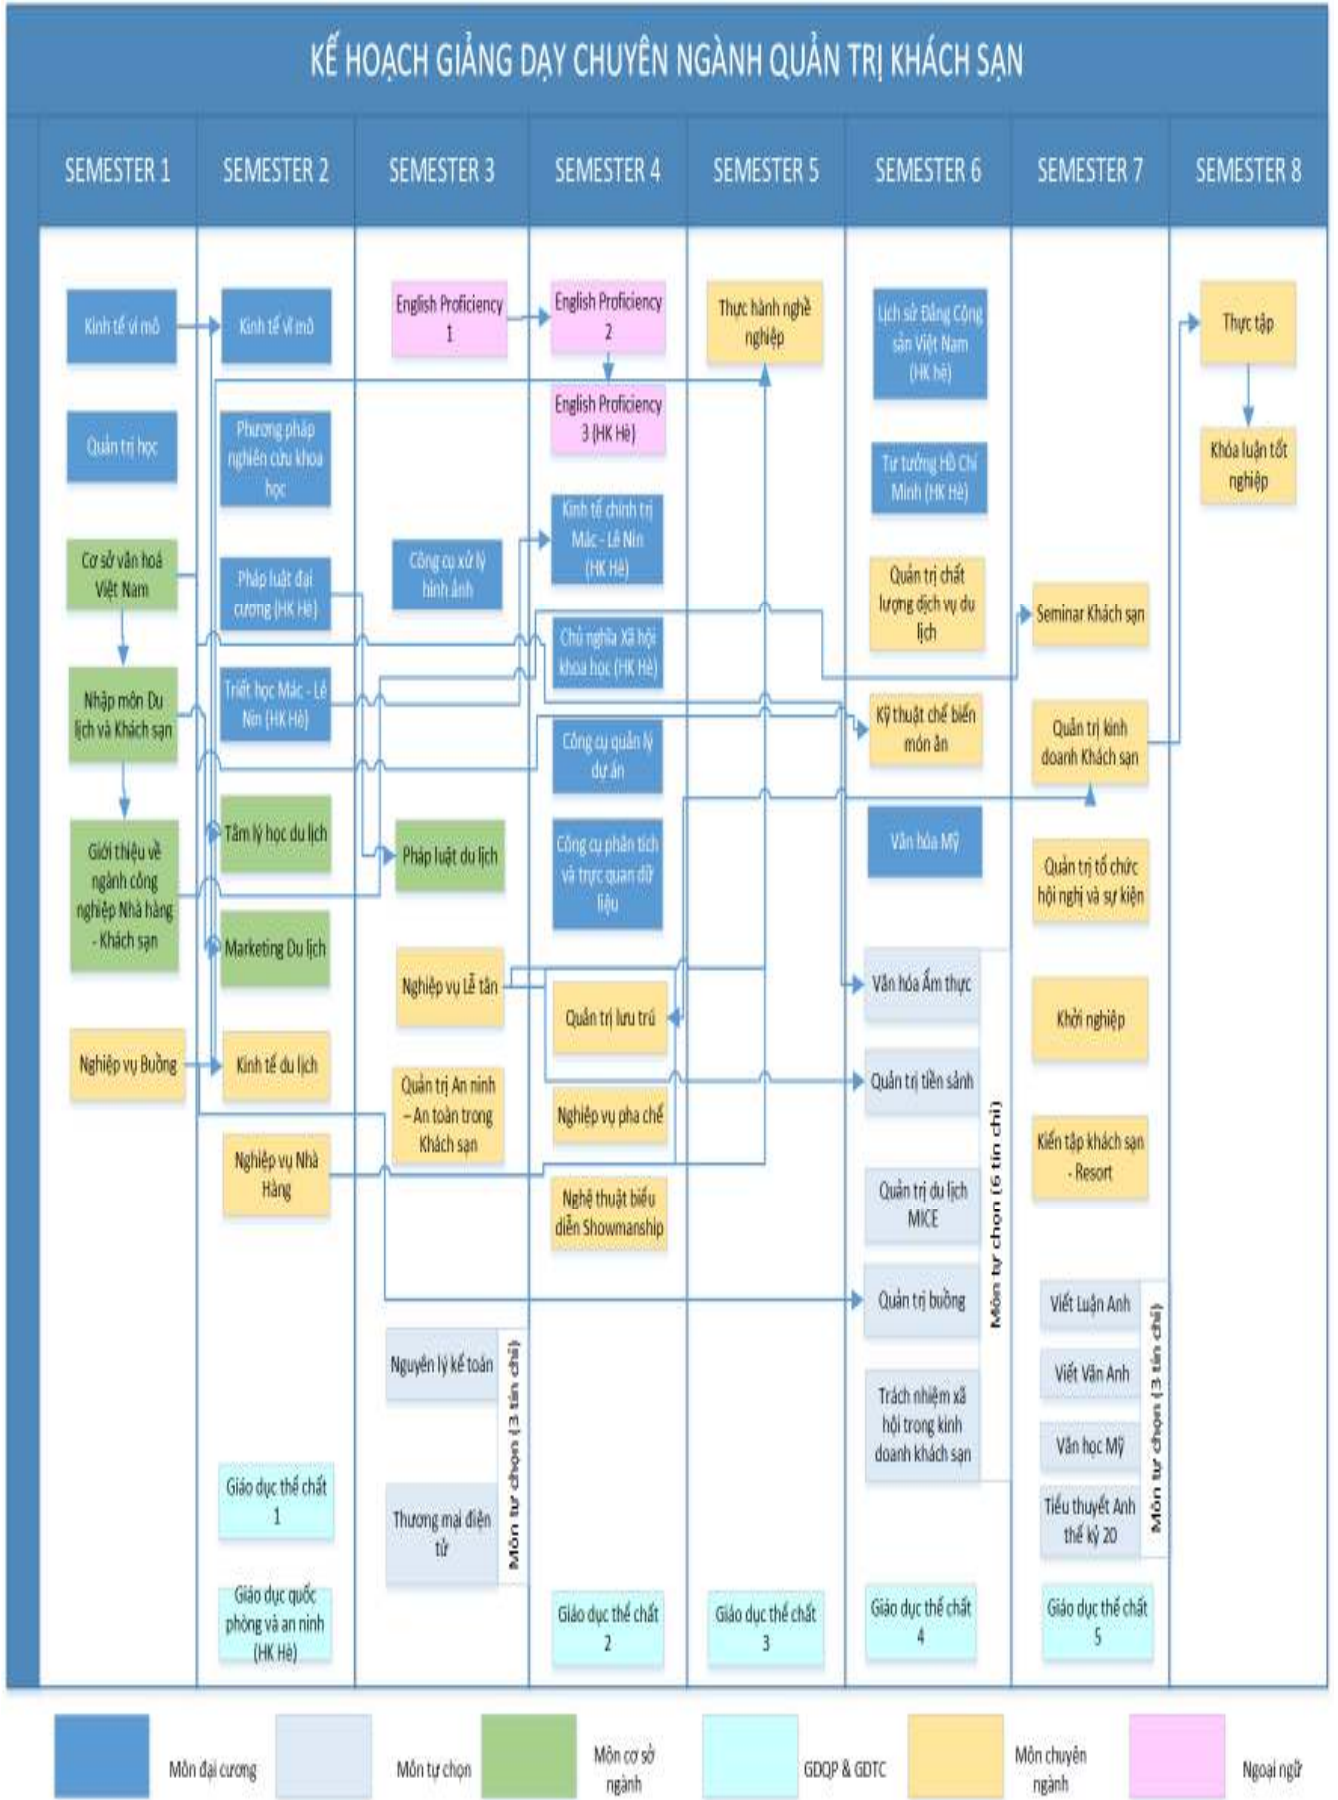 KẾ HOẠCH GIẢNG DẠY CHUYÊN NGÀNH QUẢN TRỊ KHÁCH SẠN
SEMESTER 1
SEMESTER 2
SEMESTER 3
SEMESTER 4
SEMESTER 5
SEMESTER 6
SEMESTER 7
SEMESTER 8
Kinh tế vi mô
Quản trị học
Cơ sở văn hoá
Việt Nam
Nhập môn Du
lịch và Khách sạn
Giới thiệu về
ngành công
nghiệp Nhà hàng
- Khách sạn
Nghiệp vụ Buồng
Kinh tế vĩ mô
Phương pháp
nghiên cứu khoa
học
Pháp luật đại
cương (HK Hè)
Triết học Mác - Lê
Nin (HK Hè)
Tâm lý học du lịch
Marketing Du lịch
Kinh tế du lịch
Nghiệp vụ Nhà
Hàng
Giáo dục thể chất
1
Giáo dục quốc
phòng và an ninh
(HK Hè)
English Proficiency
1
Công cụ xử lý
hình ảnh
Pháp luật du lịch
Nghiệp vụ Lễ tân
Quản trị An ninh
– An toàn trong
Khách sạn
Nguyên lý kế toán
Thương mại điện
tử
Môn tự chọn (3 tín chỉ)
English Proficiency
2
English Proficiency
3 (HK Hè)
Kinh tế chính trị
Mác - Lê Nin
(HK Hè)
Chủ nghĩa Xã hội
khoa học (HK Hè)
Công cụ quản lý
dự án
Công cụ phân tích
và trực quan dữ
liệu
Quản trị lưu trú
Nghiệp vụ pha chế
Nghệ thuật biểu
diễn Showmanship
Giáo dục thể chất
2
Thực hành nghề
nghiệp
Giáo dục thể chất
3
Lịch sử Đảng Cộng
sản Việt Nam
(HK hè)
Tư tưởng Hồ Chí
Minh (HK Hè)
Quản trị chất
lượng dịch vụ du
lịch
Kỹ thuật chế biến
món ăn
Văn hóa Mỹ
Văn hóa Ẩm thực
Quản trị tiền sảnh
Quản trị du lịch
MICE
Quản trị buồng
Trách nhiệm xã
hội trong kinh
doanh khách sạn
Môn tự chọn (6 tín chỉ)
Giáo dục thể chất
4
Seminar Khách sạn
Quản trị kinh
doanh Khách sạn
Quản trị tổ chức
hội nghị và sự kiện
Khởi nghiệp
Kiến tập khách sạn
- Resort
Viết Luận Anh
Viết Văn Anh
Văn học Mỹ
Tiểu thuyết Anh
thế kỷ 20
Môn tự chọn (3 tín chỉ)
Giáo dục thể chất
5
Thực tập
Khóa luận tốt
nghiệp
Môn đại cương
Môn tự chọn
Môn cơ sở
ngành
GDQP & GDTC
Môn chuyên
ngành
Ngoại ngữ